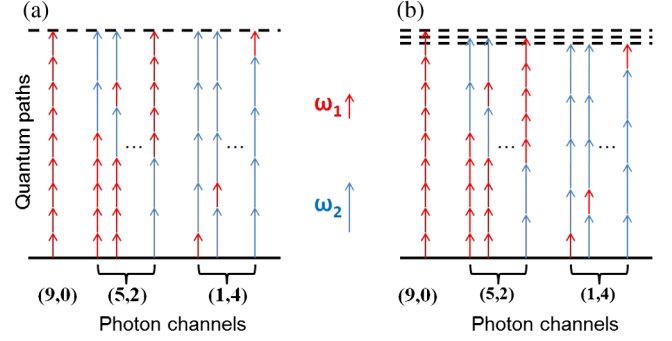 (a)
Quantum paths
...
...
(9,0)
(5,2)
(1,4)
Photon channels
ω₁
ω₂
(b)
...
...
(9,0)
(5,2)
(1,4)
Photon channels